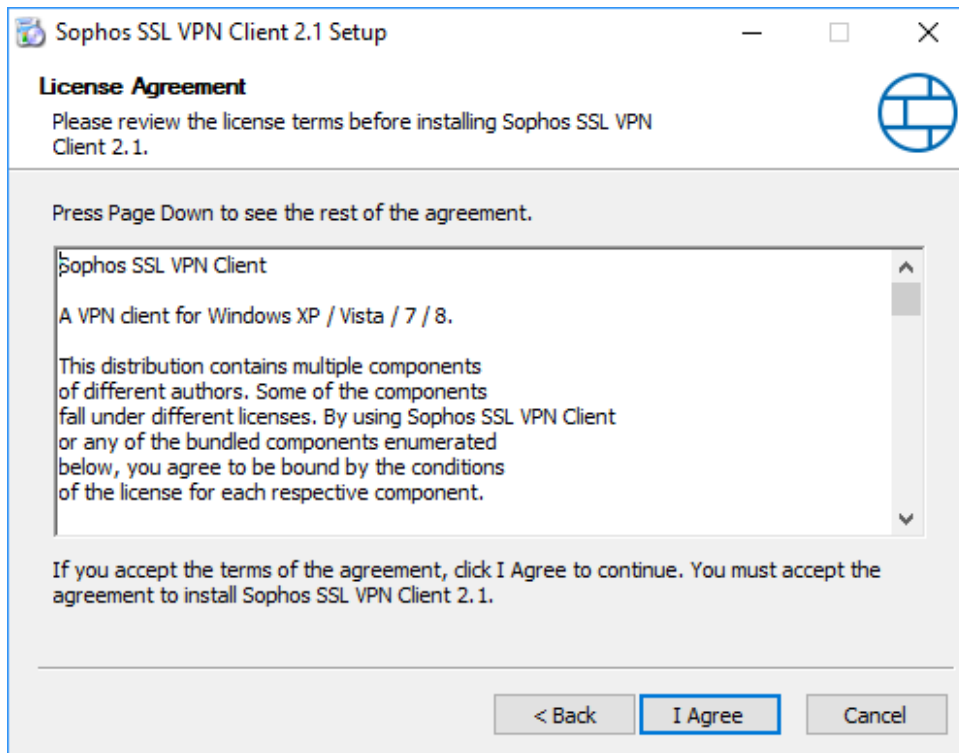 Sophos SSL VPN Client 2.1 Setup
License Agreement
Please review the license terms before installing Sophos SSL VPN
Client 2.1.
Press Page Down to see the rest of the agreement.
Sophos SSL VPN Client
A VPN client for Windows XP / Vista / 7 / 8.
This distribution contains multiple components
of different authors. Some of the components
fall under different licenses. By using Sophos SSL VPN Client
or any of the bundled components enumerated
below, you agree to be bound by the conditions
of the license for each respective component.
If you accept the terms of the agreement, click I Agree to continue. You must accept the
agreement to install Sophos SSL VPN Client 2.1.
< Back
I Agree
Cancel